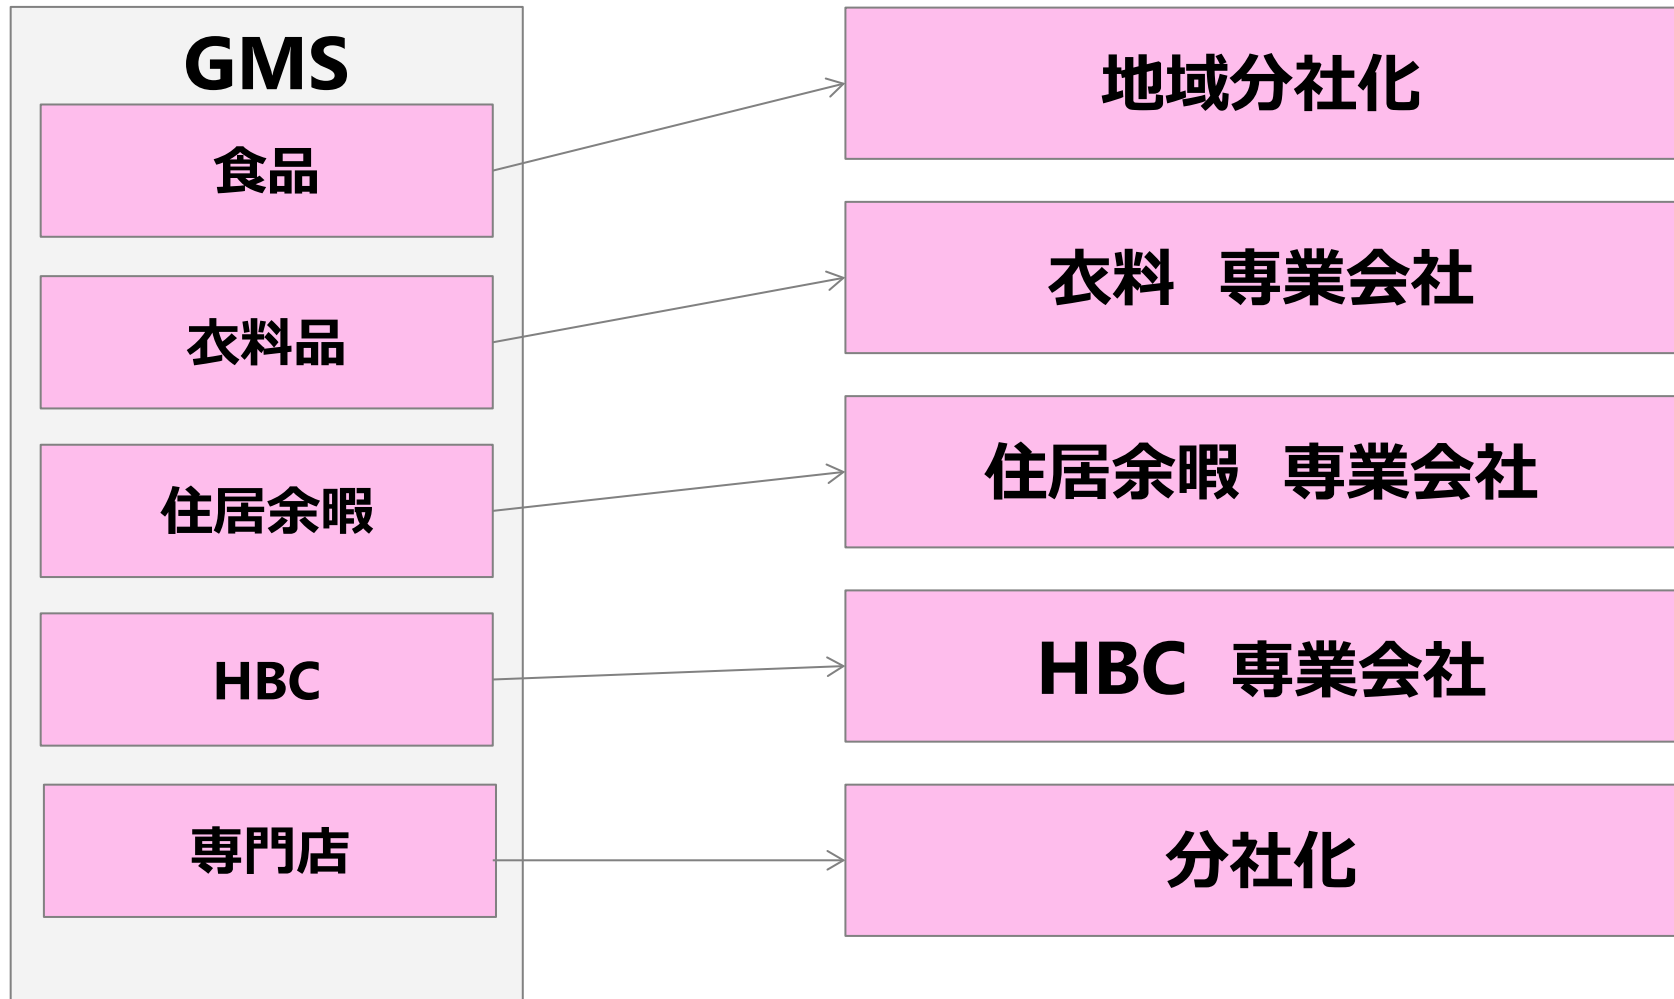 GMS
食品
衣料品
住居余暇
HBC
専門店
地域分社化
衣料　専業会社
住居余暇　専業会社
HBC　専業会社
分社化